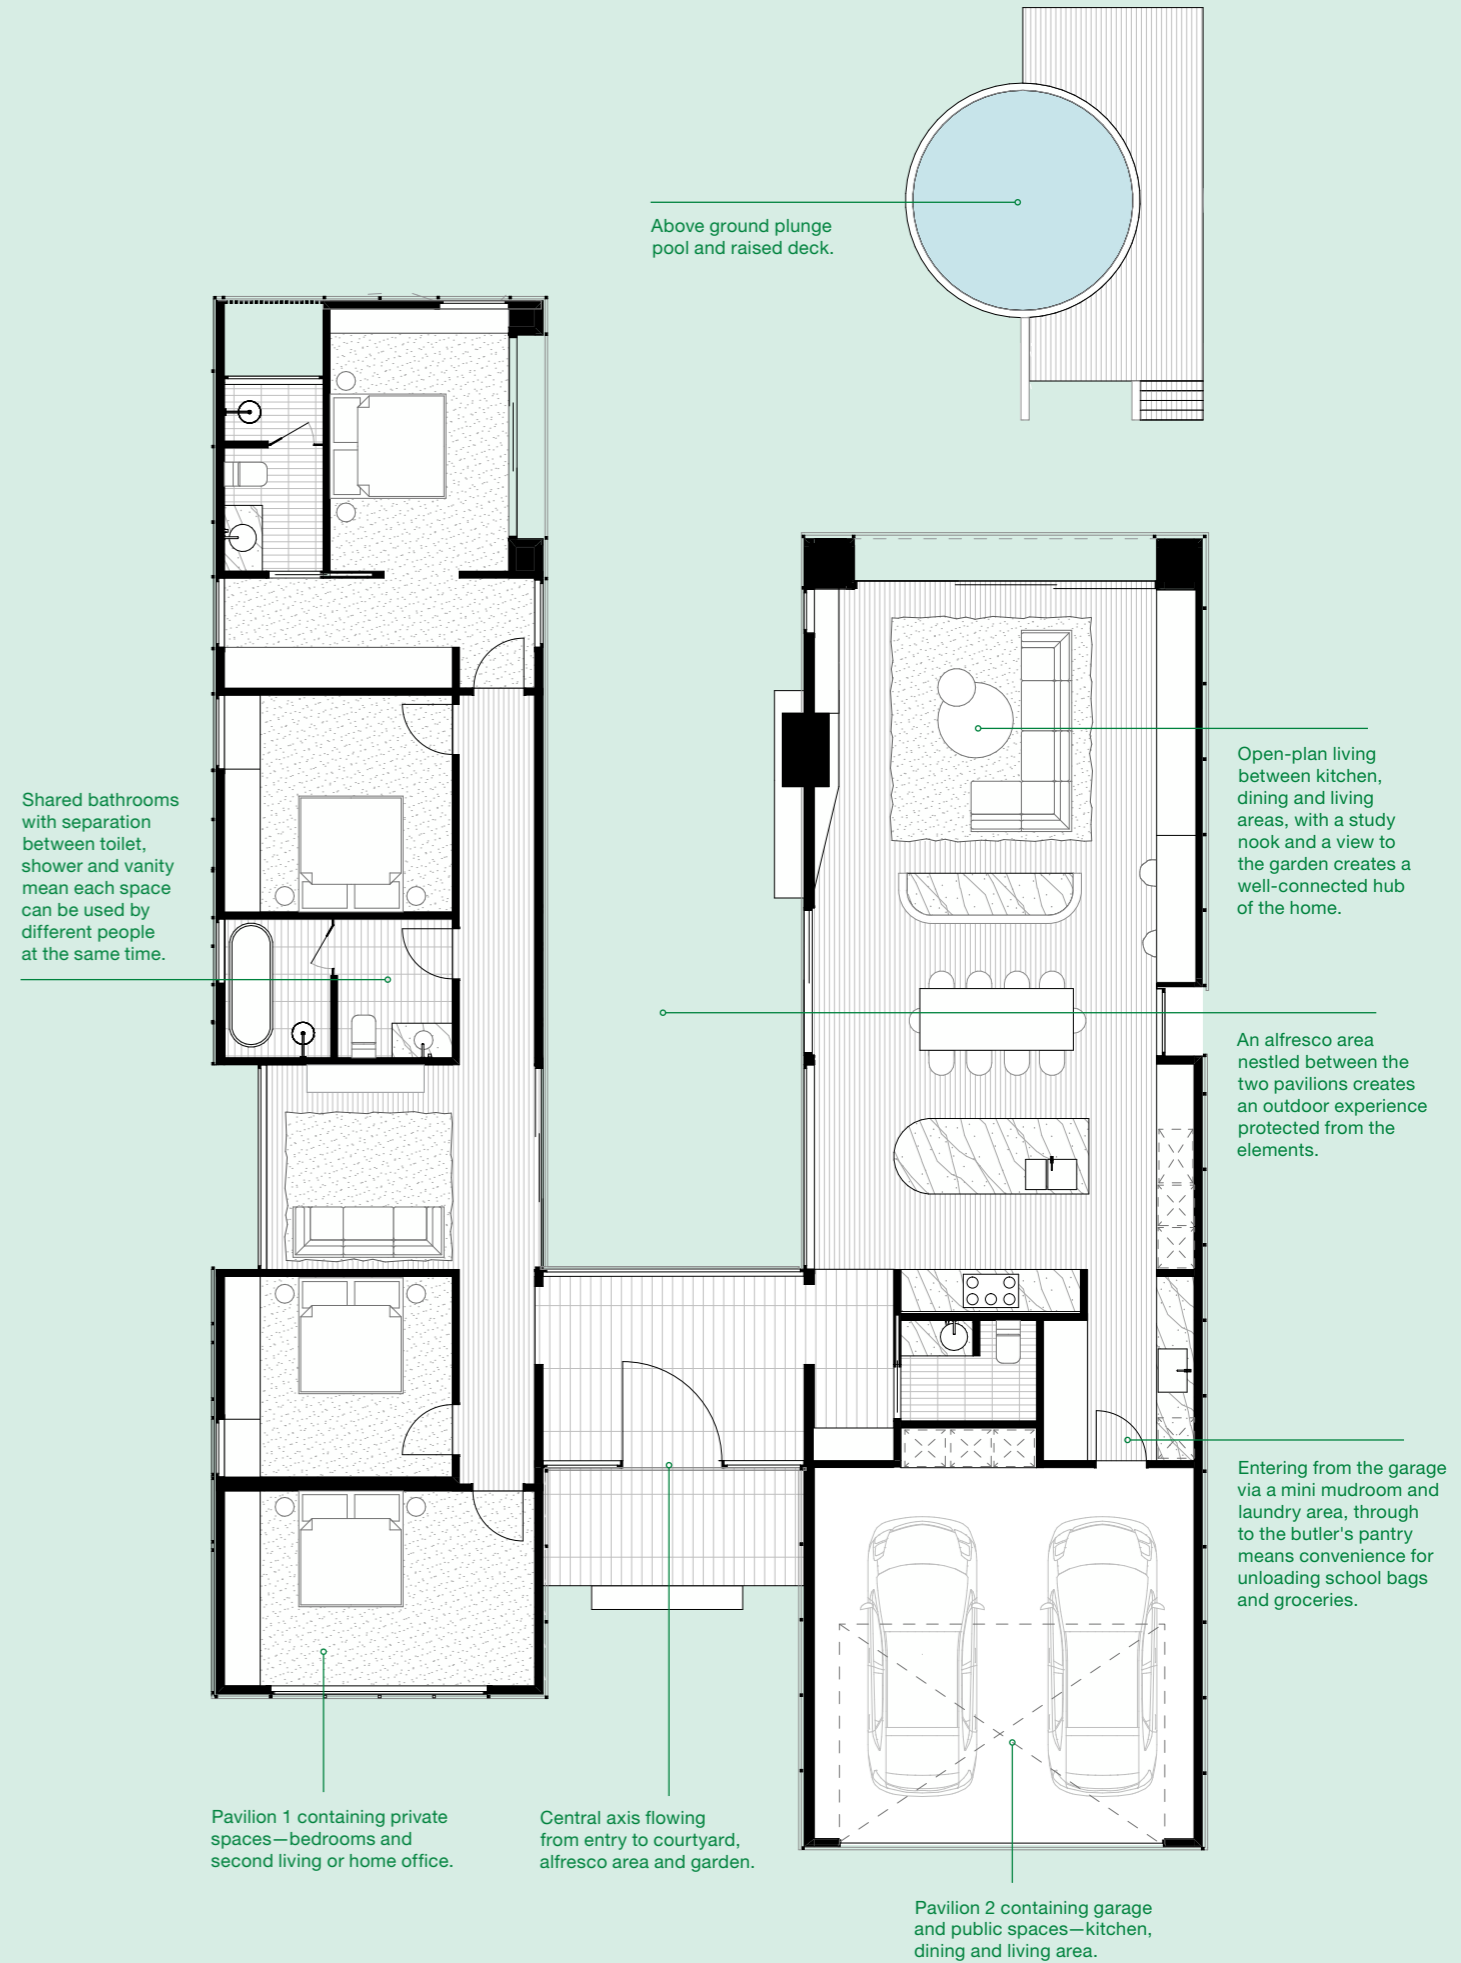 Above ground plunge
pool and raised deck.
Shared bathrooms
with separation
between toilet,
shower and vanity
mean each space
can be used by
different people
at the same time.
Open-plan living
between kitchen,
dining and living
areas, with a study
nook and a view to
the garden creates a
well-connected hub
of the home.
An alfresco area
nestled between the
two pavilions creates
an outdoor experience
protected from the
elements.
Entering from the garage
via a mini mudroom and
laundry area, through
to the butler's pantry
means convenience for
unloading school bags
and groceries.
Pavilion 1 containing private
spaces—bedrooms and
second living or home office.
Central axis flowing
from entry to courtyard,
alfresco area and garden.
Pavilion 2 containing garage
and public spaces—kitchen,
dining and living area.